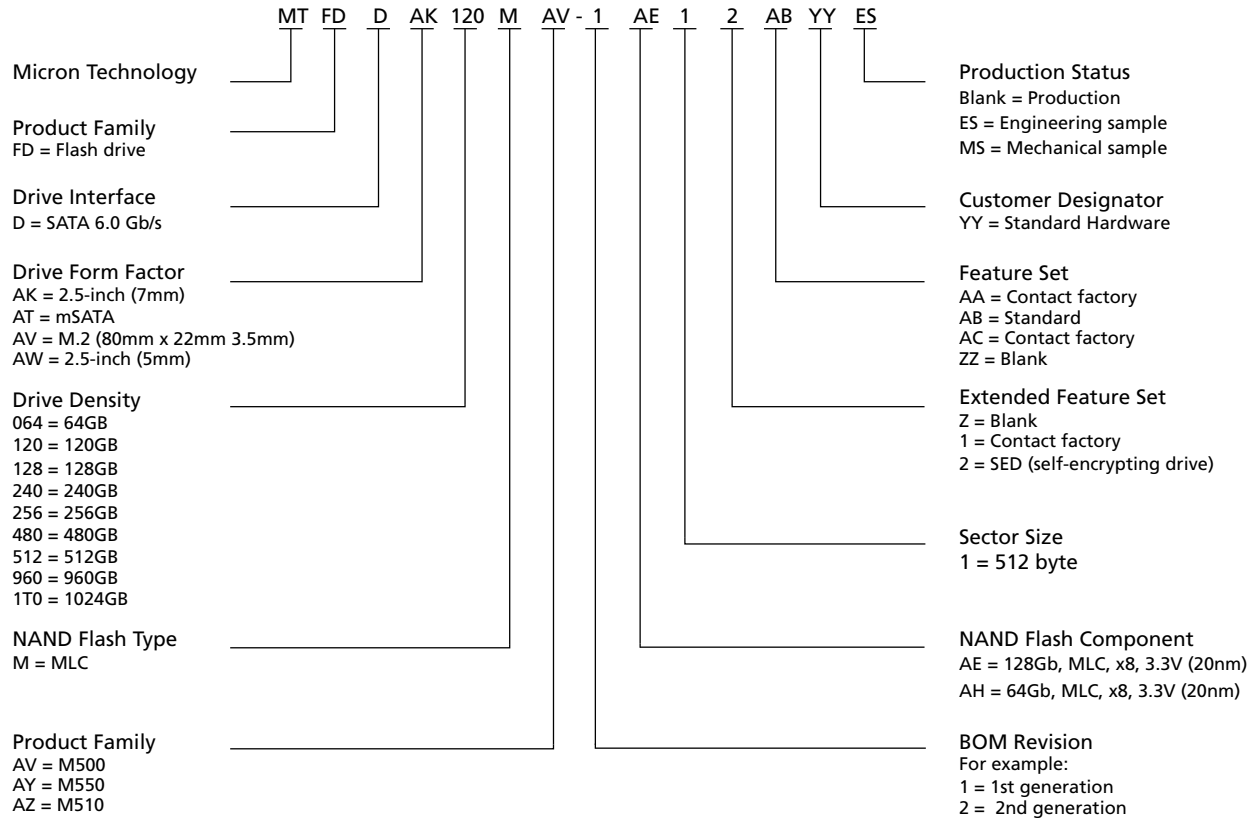 MT FD D AK 120 M AV - 1 AE 1 2 AB YY ES
Micron Technology
Product Family
FD = Flash drive
Drive Interface
D = SATA 6.0 Gb/s
Drive Form Factor
AK = 2.5-inch (7mm)
AT = mSATA
AV = M.2 (80mm x 22mm 3.5mm)
AW = 2.5-inch (5mm)
Drive Density
064 = 64GB
120 = 120GB
128 = 128GB
240 = 240GB
256 = 256GB
480 = 480GB
512 = 512GB
960 = 960GB
1T0 = 1024GB
NAND Flash Type
M = MLC
Product Family
AV = M500
AY = M550
AZ = M510
Production Status
Blank = Production
ES = Engineering sample
MS = Mechanical sample
Customer Designator
YY = Standard Hardware
Feature Set
AA = Contact factory
AB = Standard
AC = Contact factory
ZZ = Blank
Extended Feature Set
Z = Blank
1 = Contact factory
2 = SED (self-encrypting drive)
Sector Size
1 = 512 byte
NAND Flash Component
AE = 128Gb, MLC, x8, 3.3V (20nm)
AH = 64Gb, MLC, x8, 3.3V (20nm)
BOM Revision
For example:
1 = 1st generation
2 = 2nd generation